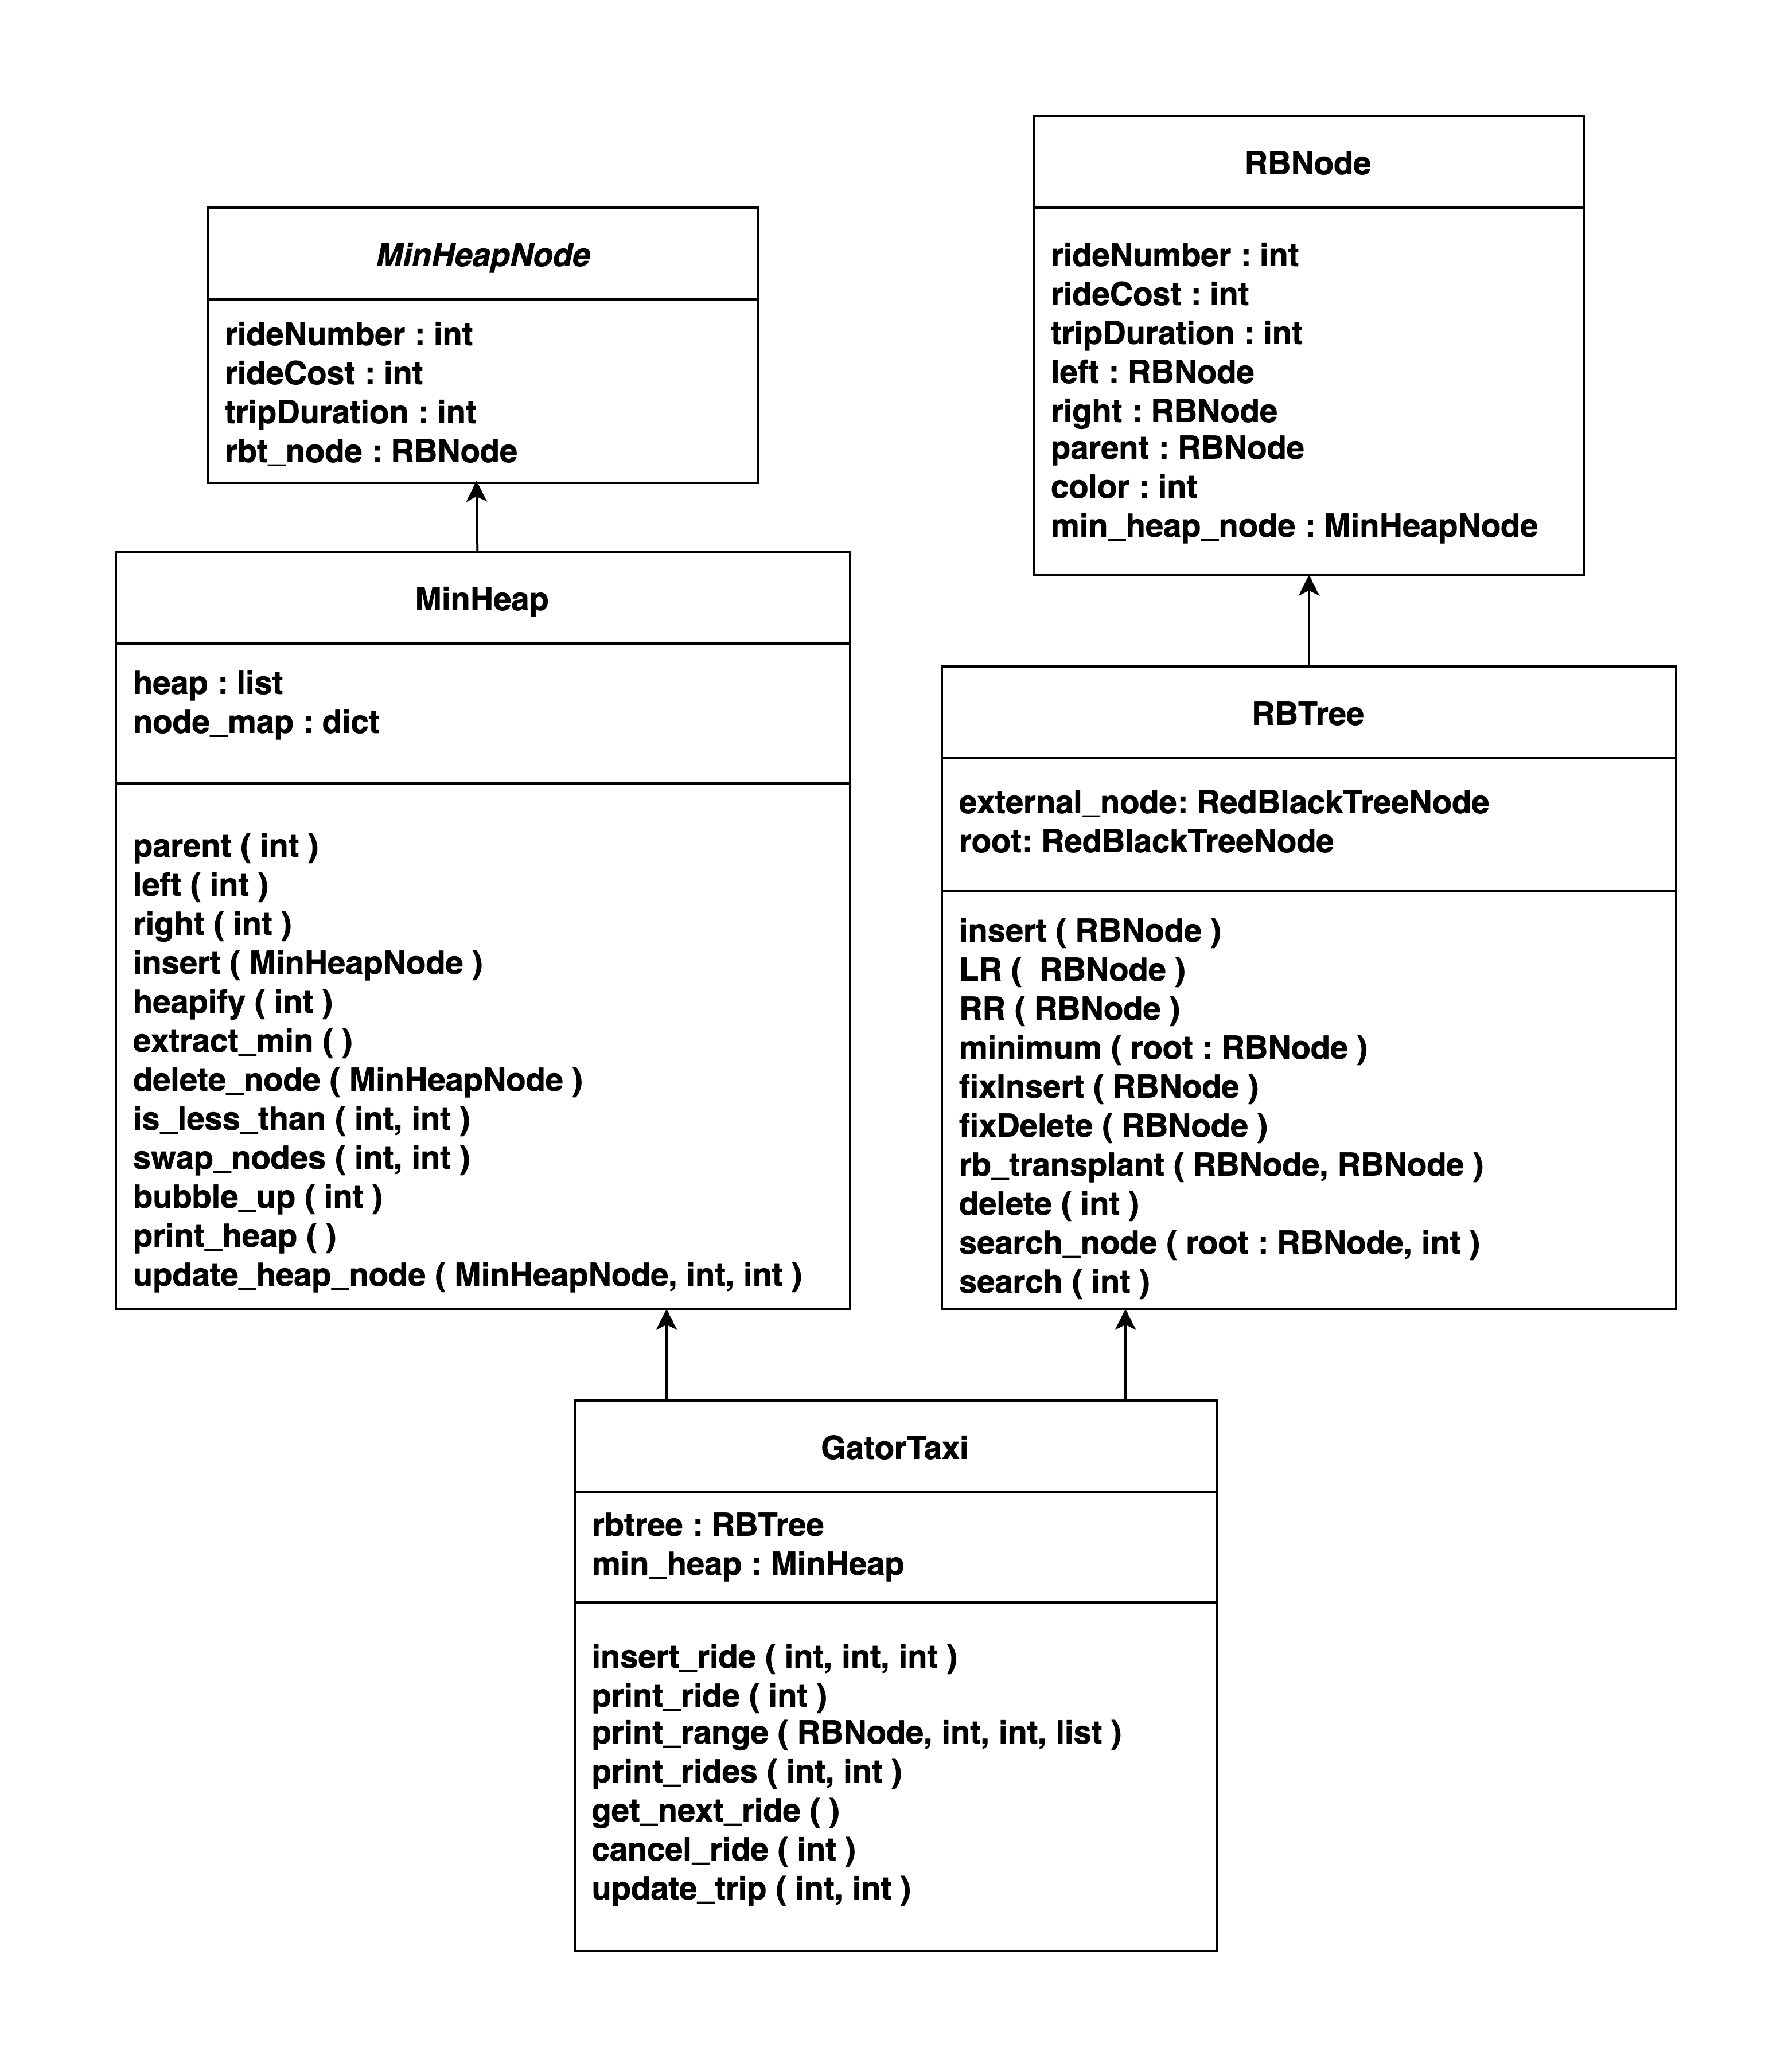 MinHeapNode
rideNumber : int
rideCost : int
tripDuration : int
rbt_node : RBNode
RBNode
rideNumber : int
rideCost : int
tripDuration : int
left : RBNode
right : RBNode
parent : RBNode
color : int
min_heap_node : MinHeapNode
MinHeap
heap : list
node_map : dict
parent ( int )
left ( int )
right ( int )
insert ( MinHeapNode )
heapify ( int )
extract_min ( )
delete_node ( MinHeapNode )
is_less_than ( int, int )
swap_nodes ( int, int )
bubble_up ( int )
print_heap ( )
update_heap_node ( MinHeapNode, int, int )
RBTree
external_node: RedBlackTreeNode
root: RedBlackTreeNode
insert ( RBNode )
LR (  RBNode )
RR ( RBNode )
minimum ( root : RBNode )
fixInsert ( RBNode )
fixDelete ( RBNode )
rb_transplant ( RBNode, RBNode )
delete ( int )
search_node ( root : RBNode, int )
search ( int )
GatorTaxi
rbtree : RBTree
min_heap : MinHeap
insert_ride ( int, int, int )
print_ride ( int )
print_range ( RBNode, int, int, list )
print_rides ( int, int )
get_next_ride ( )
cancel_ride ( int )
update_trip ( int, int )